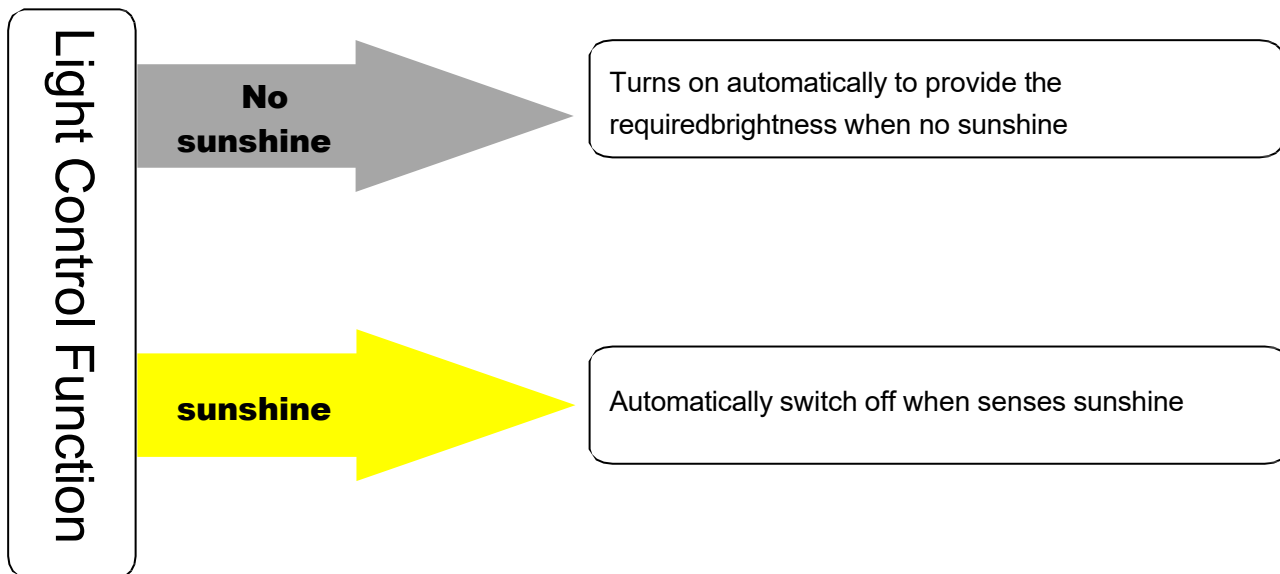 Light Control Function
No
sunshine
Turns on automatically to provide the
requiredbrightness when no sunshine
sunshine
Automatically switch off when senses sunshine